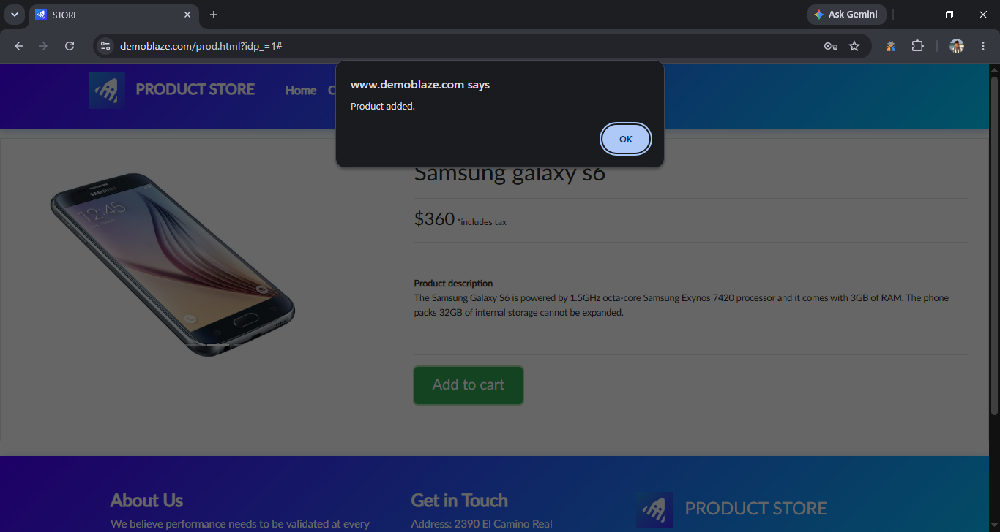 STORE
Ask Gemini
demoblaze.com/prod.html?idp_=1#
PRODUCT STORE
Home
C
www.demoblaze.com says
Product added.
OK
Samsung galaxy s6
$360 *includes tax
SAMSUNG
12:45
Product description
The Samsung Galaxy S6 is powered by 1.5GHz octa-core Samsung Exynos 7420 processor and it comes with 3GB of RAM. The phone
packs 32GB of internal storage cannot be expanded.
Add to cart
About Us
We believe performance needs to be validated at every
Get in Touch
Address: 2390 El Camino Real
PRODUCT STORE